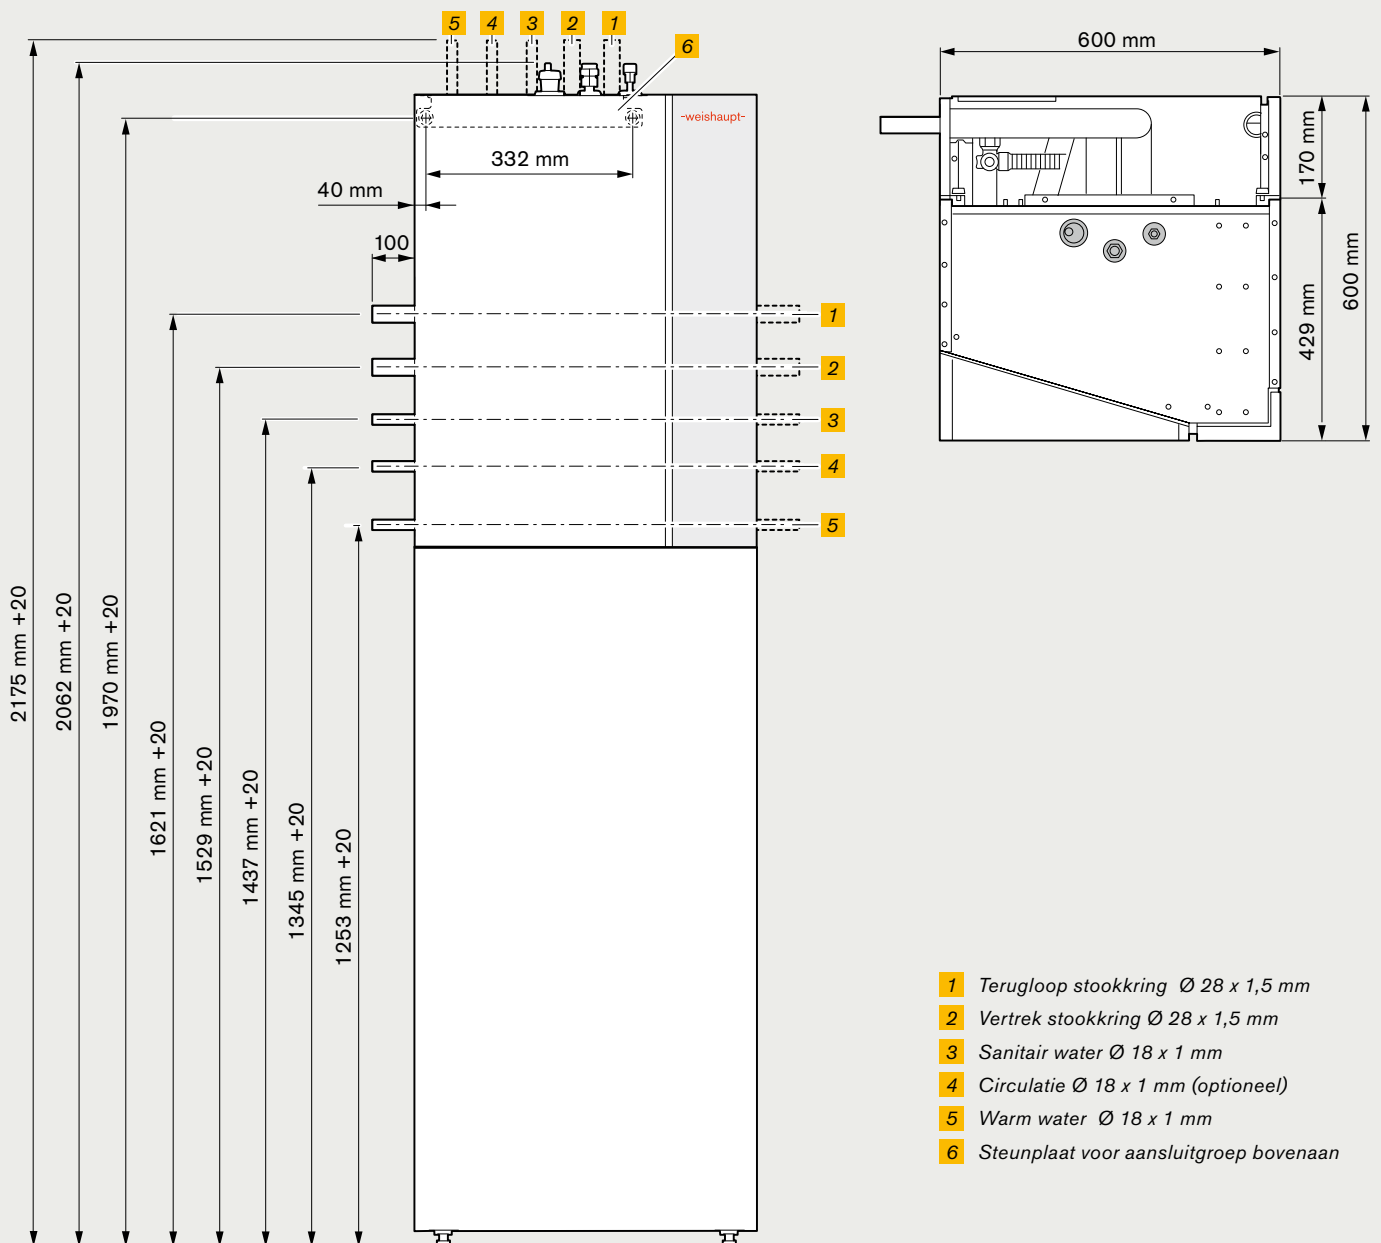 5 4 3 2 1
6
-weishaupt-
332 mm
40 mm
100
1
2
3
4
5
2175 mm +20
2062 mm +20
1970 mm +20
1621 mm +20
1529 mm +20
1437 mm +20
1345 mm +20
1253 mm +20
600 mm
170 mm
429 mm
600 mm
1 Terugloop stookkring Ø 28 x 1,5 mm
2 Vertrek stookkring Ø 28 x 1,5 mm
3 Sanitair water Ø 18 x 1 mm
4 Circulatie Ø 18 x 1 mm (optioneel)
5 Warm water Ø 18 x 1 mm
6 Steunplaat voor aansluitgroep bovenaan